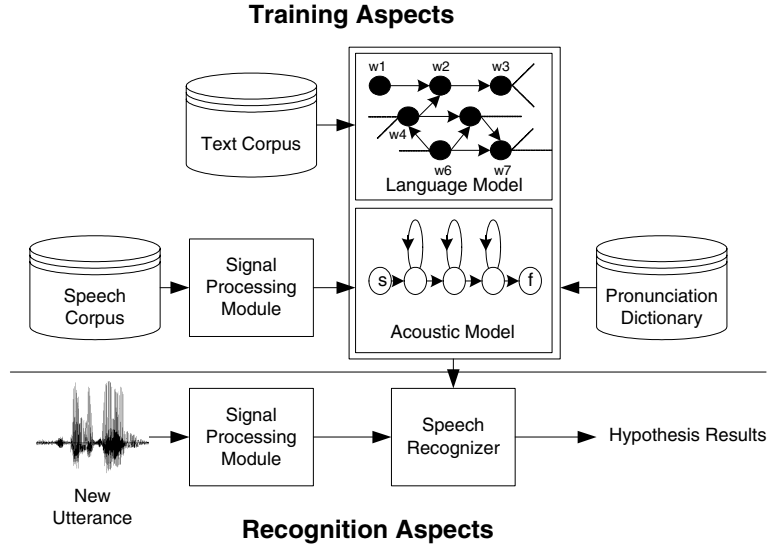 Training Aspects
Text Corpus
w1
w2
w3
w4
w6
w7
Language Model
Speech
Corpus
Signal
Processing
Module
s
f
Acoustic Model
Pronunciation
Dictionary
New
Utterance
Signal
Processing
Module
Speech
Recognizer
Hypothesis Results
Recognition Aspects